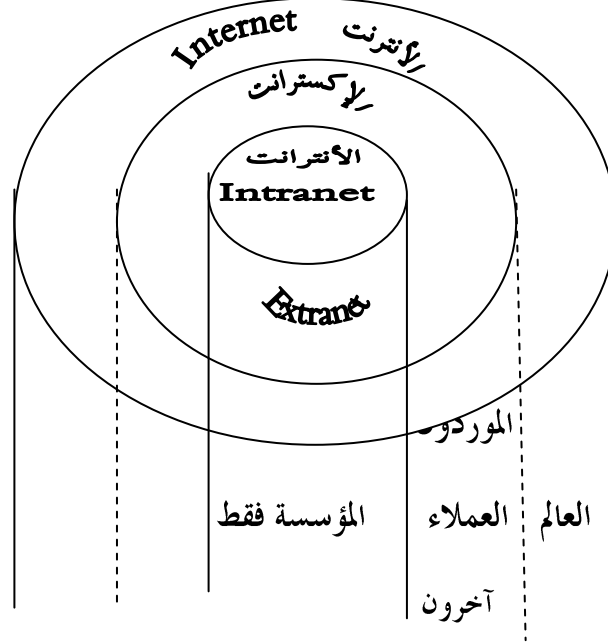 الأنترنت Internet
الإكسترانت
الأنترانت
Intranet
Extranet
الموردون
المؤسسة فقط
العملاء
العالم
آخرون